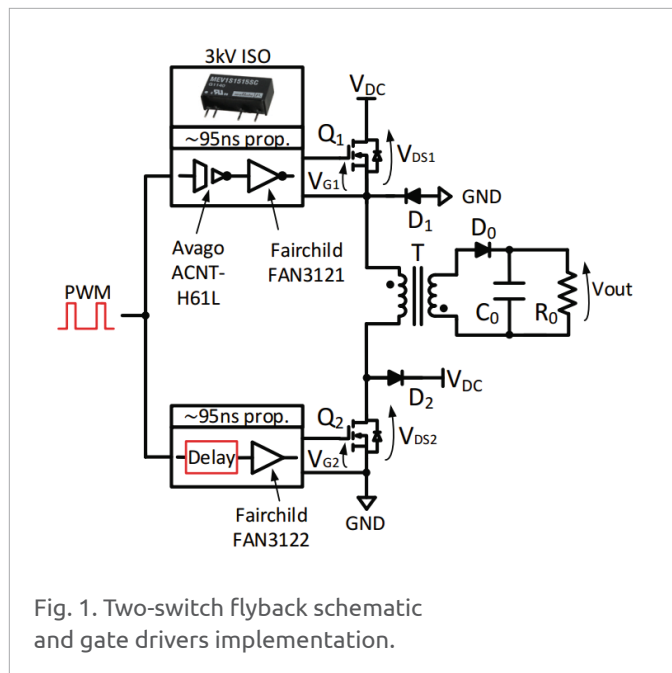 3kV ISO
MEV1S1515SC
~95ns prop.
Avago
ACNT-
H61L
Fairchild
FAN3121
PWM
~95ns prop.
Delay
Fairchild
FAN3122
VDC
Q1
VG1
VDS1
D1
GND
T
D0
C0
R0
Vout
D2
VDC
Q2
VG2
VDS2
GND
Fig. 1. Two-switch flyback schematic
and gate drivers implementation.